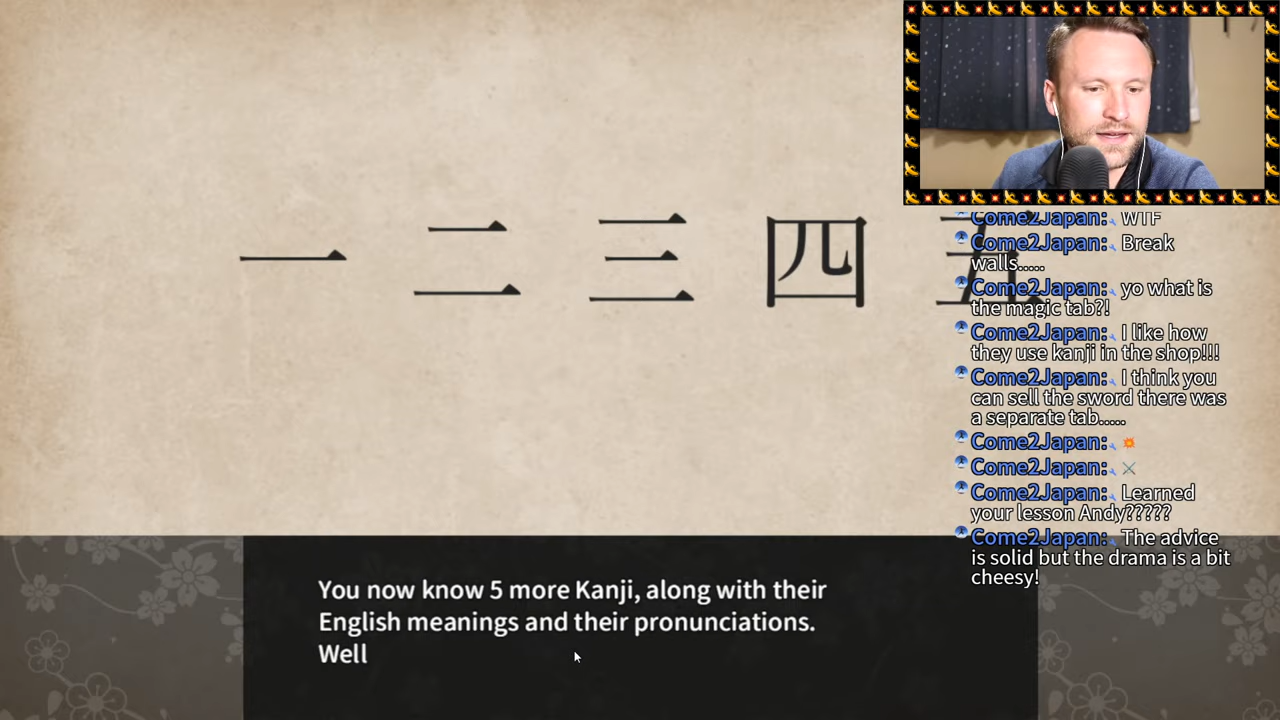 一 二 三 四 五
Come2Japan: WTF
Come2Japan: Break
walls.....
Come2Japan: yo what is
the magic tab?!
Come2Japan: I like how
they use kanji in the shop!!!
Come2Japan: I think you
can sell the sword there was
a separate tab.....
Come2Japan: 💥
Come2Japan: ⚔
Come2Japan: Learned
your lesson Andy?????
Come2Japan: The advice
is solid but the drama is a bit
cheesy!
You now know 5 more Kanji, along with their
English meanings and their pronunciations.
Well